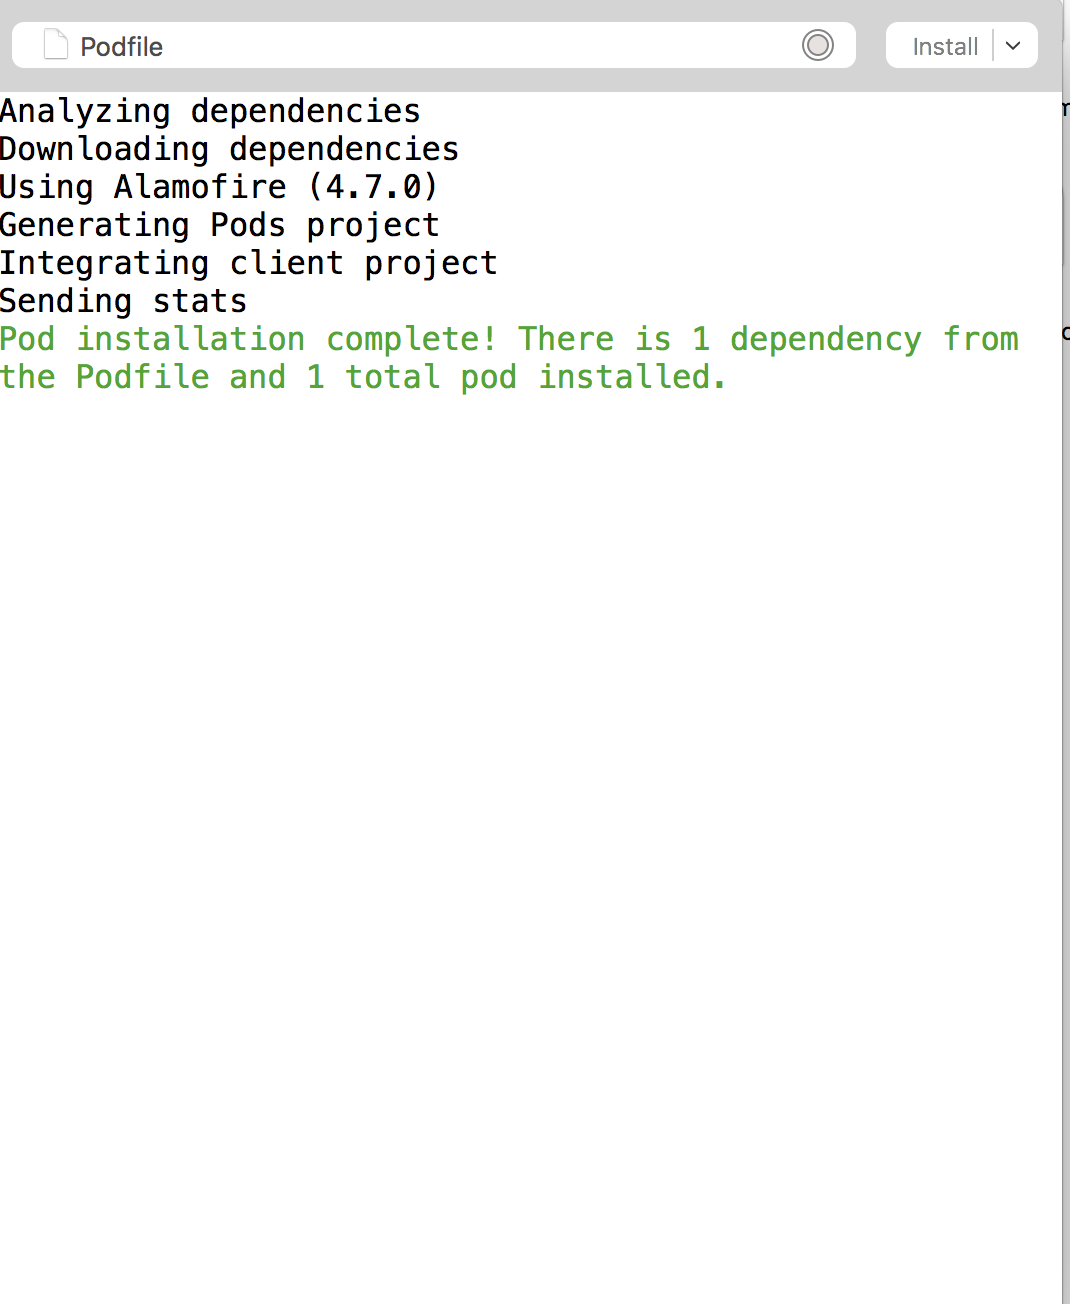 Podfile
Install
Analyzing dependencies
Downloading dependencies
Using Alamofire (4.7.0)
Generating Pods project
Integrating client project
Sending stats
Pod installation complete! There is 1 dependency from
the Podfile and 1 total pod installed.